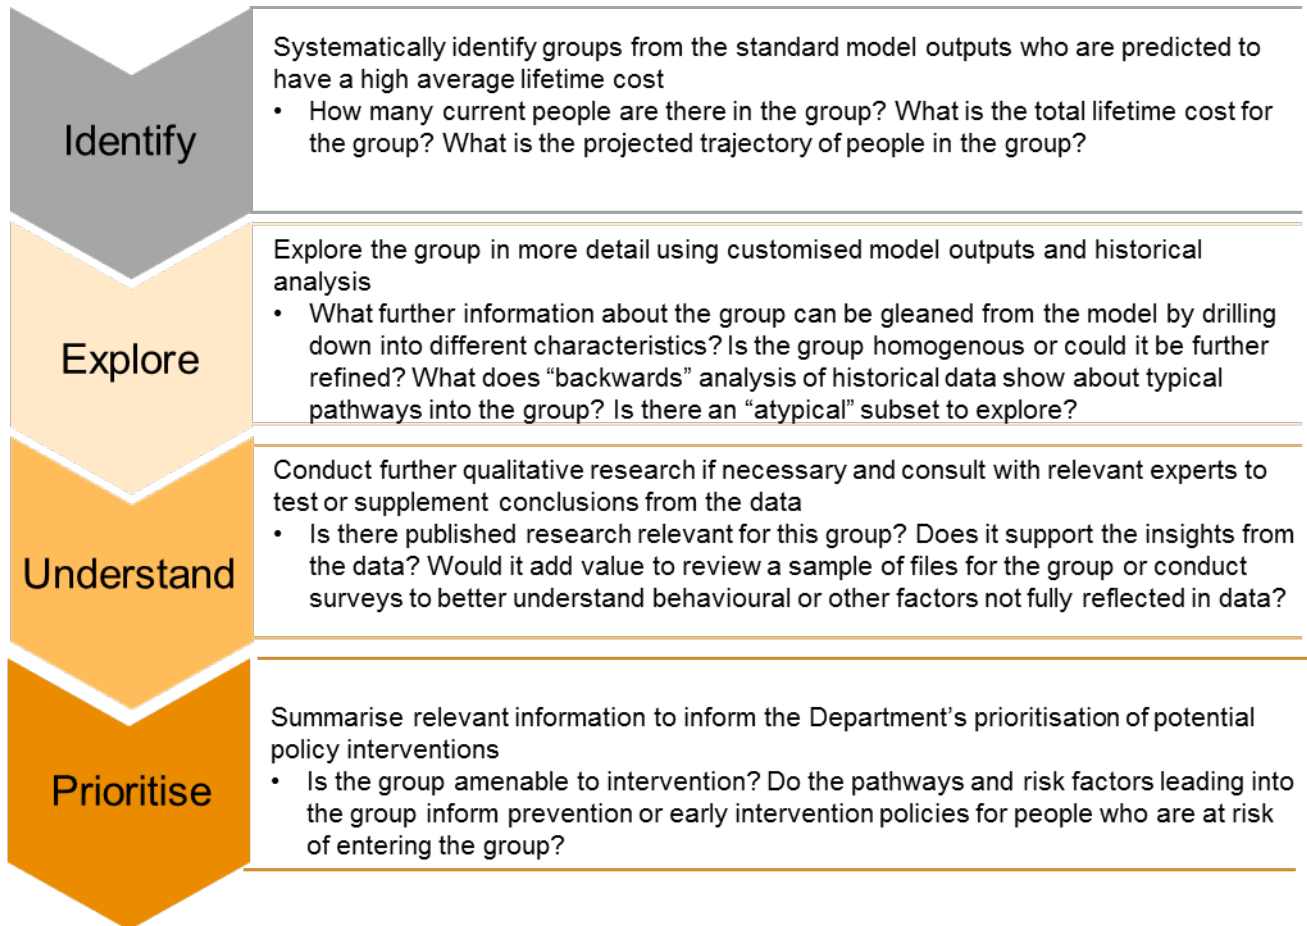 Identify
Systematically identify groups from the standard model outputs who are predicted to
have a high average lifetime cost
• How many current people are there in the group? What is the total lifetime cost for
the group? What is the projected trajectory of people in the group?
Explore
Explore the group in more detail using customised model outputs and historical
analysis
• What further information about the group can be gleaned from the model by drilling
down into different characteristics? Is the group homogenous or could it be further
refined? What does “backwards” analysis of historical data show about typical
pathways into the group? Is there an “atypical” subset to explore?
Understand
Conduct further qualitative research if necessary and consult with relevant experts to
test or supplement conclusions from the data
• Is there published research relevant for this group? Does it support the insights from
the data? Would it add value to review a sample of files for the group or conduct
surveys to better understand behavioural or other factors not fully reflected in data?
Prioritise
Summarise relevant information to inform the Department’s prioritisation of potential
policy interventions
• Is the group amenable to intervention? Do the pathways and risk factors leading into
the group inform prevention or early intervention policies for people who are at risk
of entering the group?